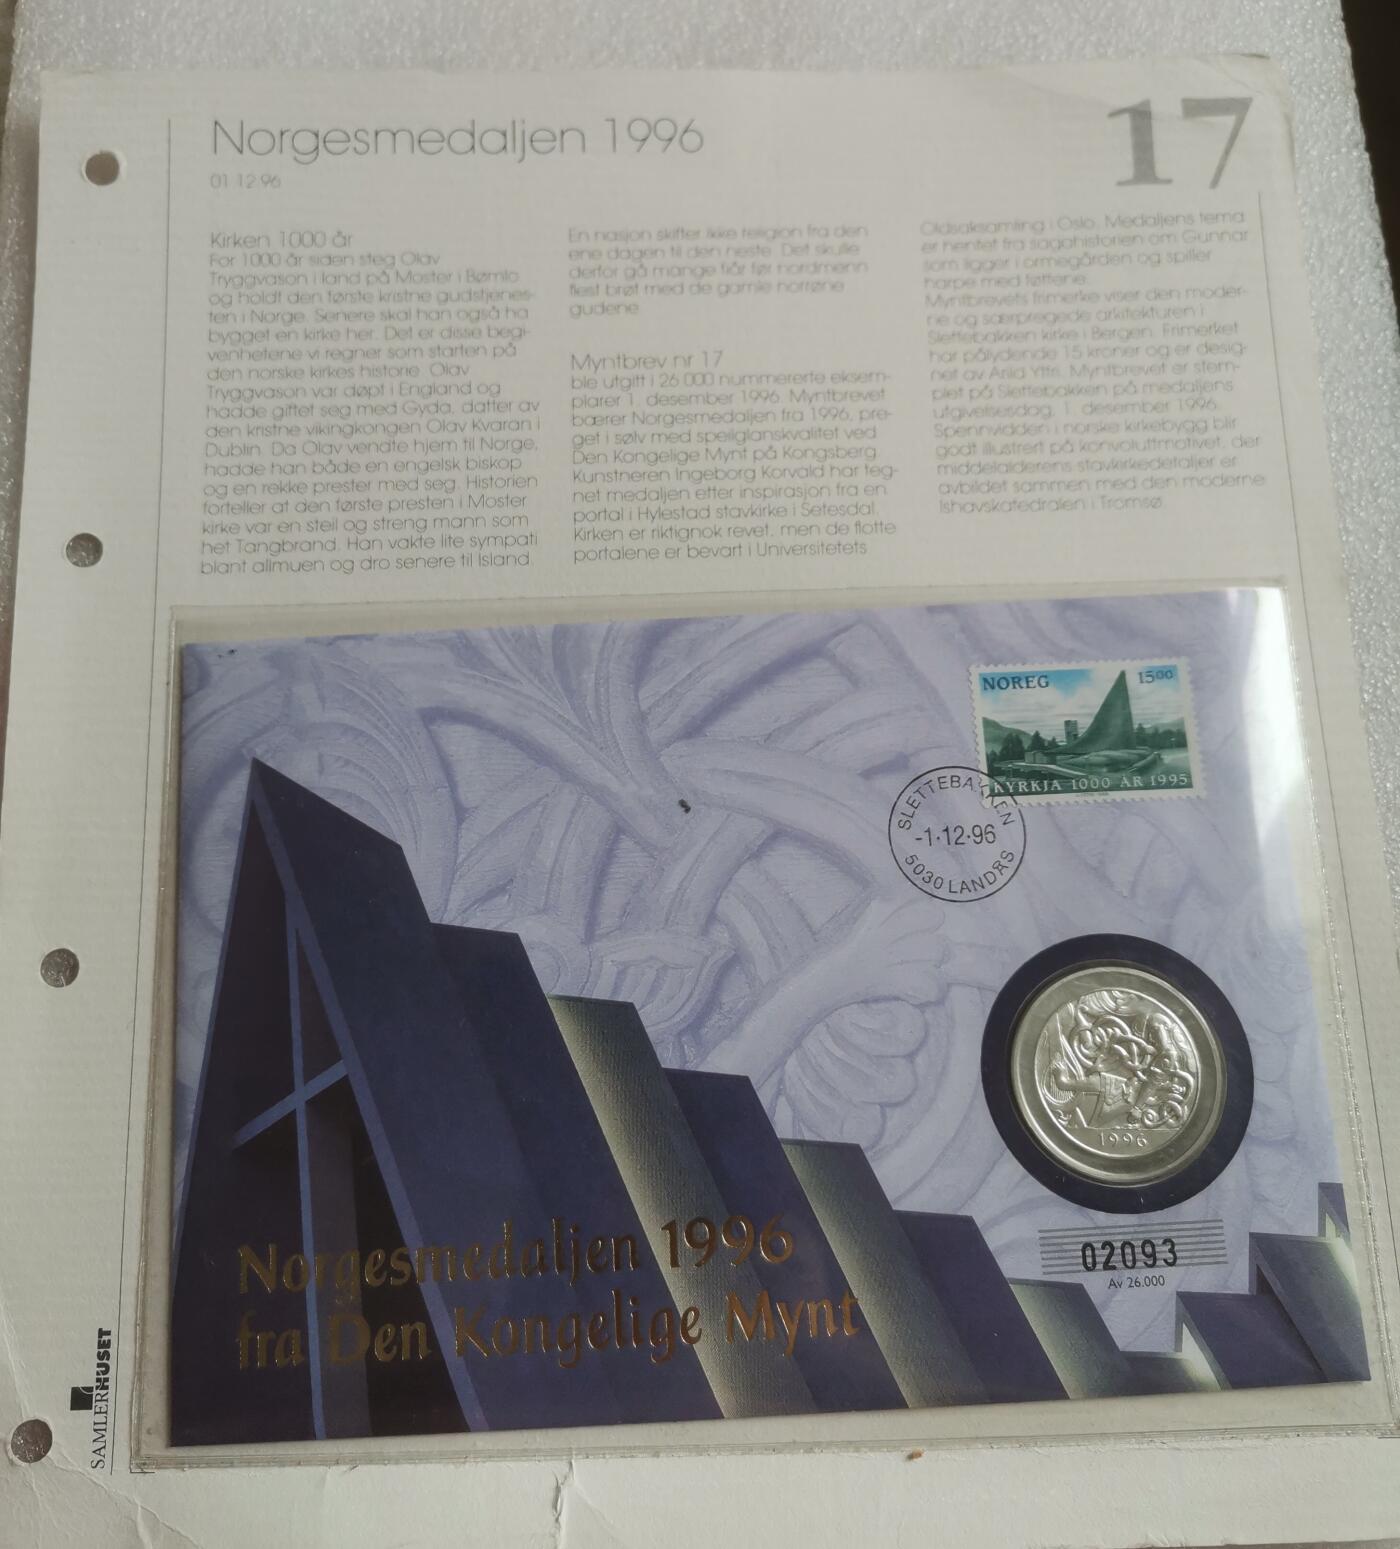 Norgesmedaljen 1996
01.12.96
17
Kirken 1000 år
For 1000 år siden steg Olav
Tryggvason i land på Moster i Bømlo
og holdt den første kristne gudstjenes-
ten i Norge. Senere skal han også ha
bygget en kirke her. Det er disse begi-
venhetene vi regner som starten på
den norske kirkes historie. Olav
Tryggvason var døpt i England og
hadde giftet seg med Gyda, datter av
den kristne vikingkongen Olav Kvaran i
Dublin. Da Olav vendte hjem til Norge,
hadde han både en engelsk biskop
og en rekke prester med seg. Historien
forteller at den første presten i Moster
kirke var en steil og streng mann som
het Tangbrand. Han vakte lite sympati
blant allmuen og dro senere til Island.
En nasjon skifter ikke religion fra den
ene dagen til den neste. Det skulle
derfor gå mange tiår før nordmenn
flest brøt med de gamle norrøne
gudene.
Myntbrev nr 17
ble utgitt i 26 000 nummererte eksem-
plarer 1. desember 1996. Myntbrevet
bærer Norgesmedaljen fra 1996, pre-
get i sølv med speilglanskvalitet ved
Den Kongelige Mynt på Kongsberg.
Kunstneren Ingeborg Korvald har teg-
net medaljen etter inspirasjon fra en
portal i Hylestad stavkirke i Setesdal.
Kirken er riktignok revet, men de flotte
portalene er bevart i Universitetets
Oldsaksamling i Oslo. Medaljens tema
er hentet fra sagahistorien om Gunnar
som ligger i ormegården og spiller
harpe med føttene.
Myntbrevets frimerke viser den moder-
ne og særpregede arkitekturen i
Slettebakken kirke i Bergen. Frimerket
har pålydende 15 kroner og er desig-
net av Arild Yttri. Myntbrevet er stem-
plet på Slettebakken på medaljens
utgivelsesdag, 1. desember 1996.
Spennvidden i norske kirkebygg blir
godt illustrert på konvoluttmotivet, der
middelalderens stavkirkedetaljer er
avbildet sammen med den moderne
Ishavskatedralen i Tromsø.
NOREG 15⁰⁰
KYRKJA 1000 ÅR 1995
SLETTEBAKKEN
-1·12·96
5030 LANDÅS
1996
02093
Av 26.000
Norgesmedaljen 1996
fra Den Kongelige Mynt
SAMLERHUSET